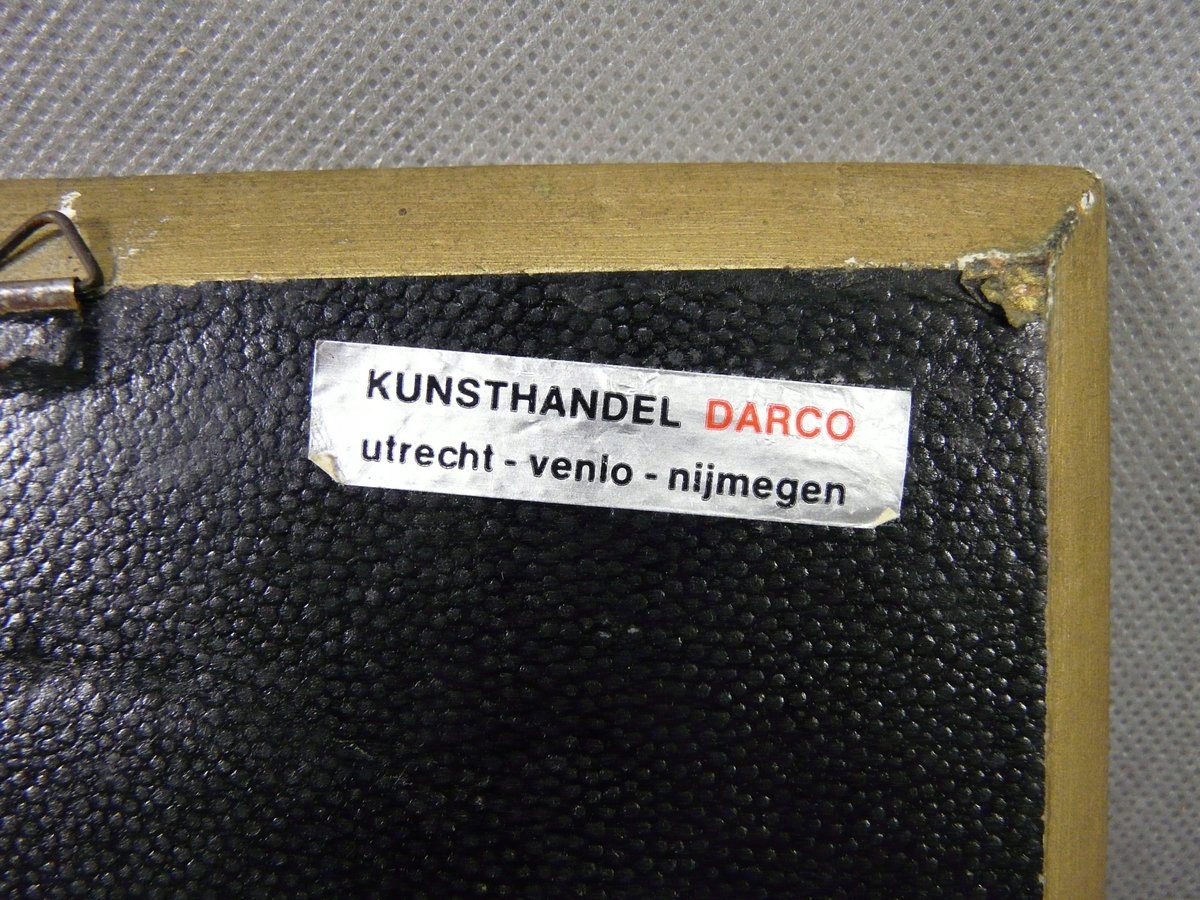 KUNSTHANDEL DARCO
utrecht - venlo - nijmegen